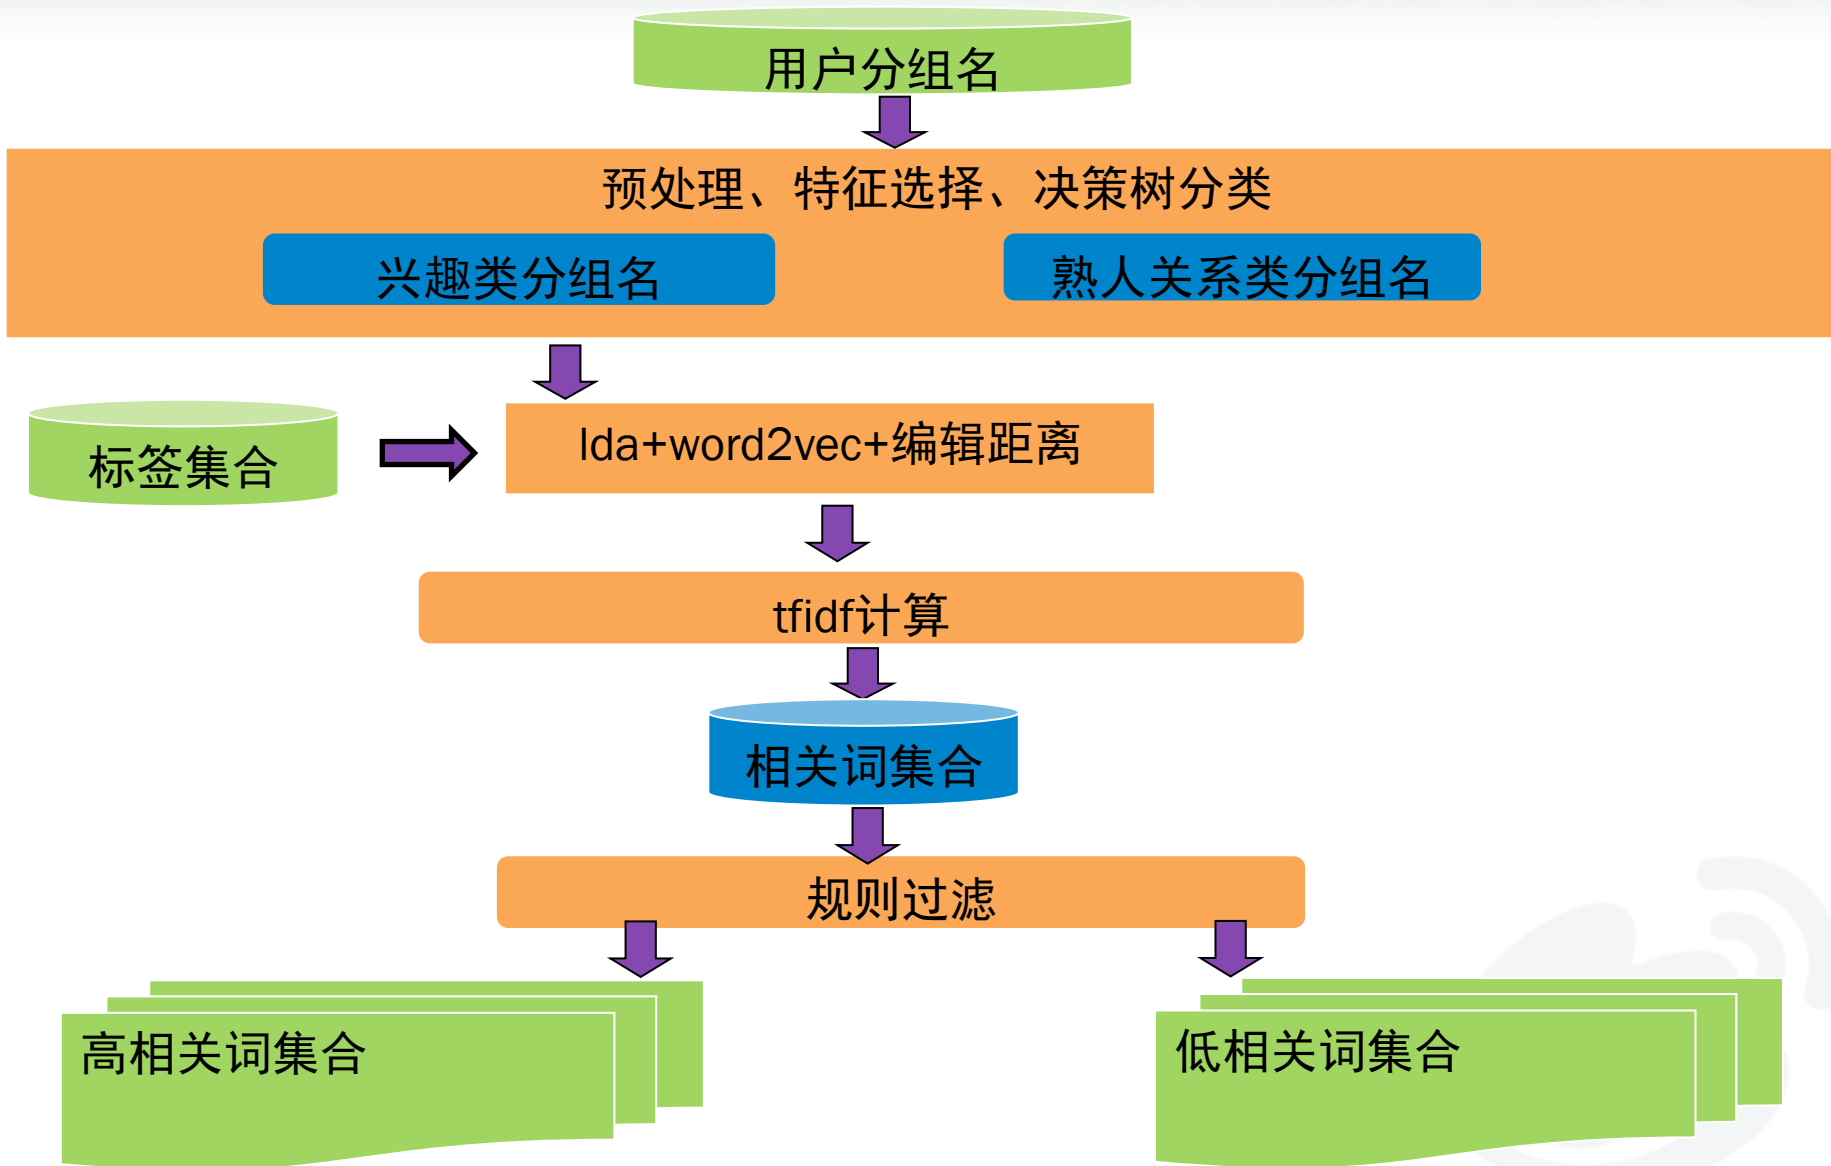 用户分组名
预处理、特征选择、决策树分类
兴趣类分组名
熟人关系类分组名
标签集合
lda+word2vec+编辑距离
tfidf计算
相关词集合
规则过滤
高相关词集合
低相关词集合